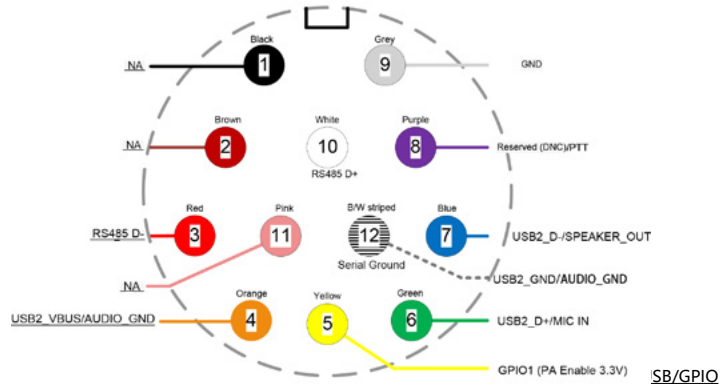 Black
Grey
1
9
NA
GND
Brown
White
Purple
NA
2
10
8
Reserved (DNC)/PTT
RS485 D+
Red
Pink
B/W striped
Blue
RS485 D-
3
11
12
7
USB2_D-/SPEAKER_OUT
Serial Ground
USB2_GND/AUDIO_GND
NA
Orange
Yellow
Green
USB2_VBUS/AUDIO_GND
4
5
6
USB2_D+/MIC IN
GPIO1 (PA Enable 3.3V)
SB/GPIO